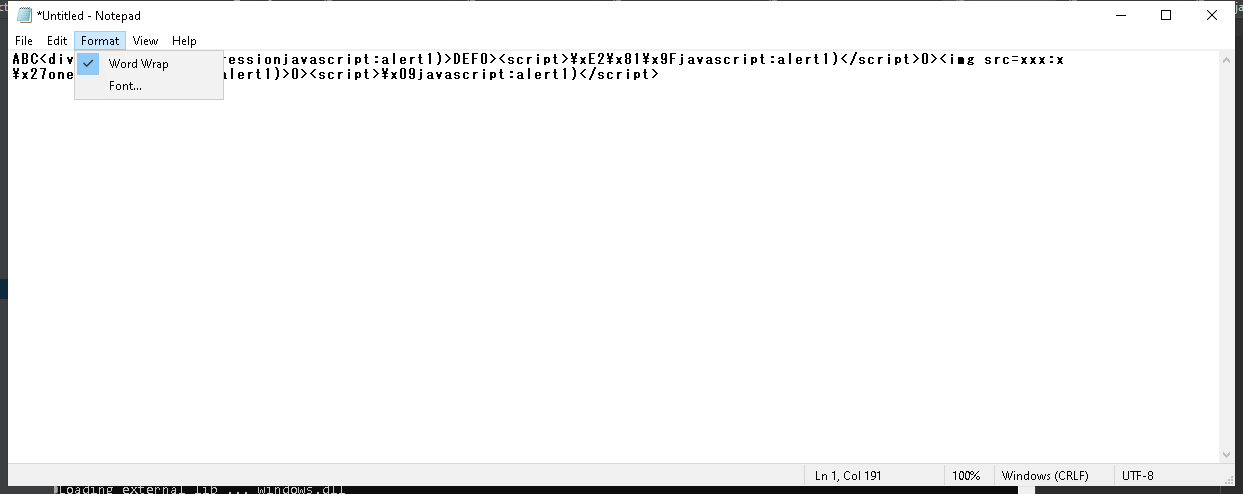 *Untitled - Notepad
File Edit Format View Help
ABC<div ressionjavascript:alert1)>DEF0><script>¥xE2¥x81¥x9Fjavascript:alert1)</script>0><img src=xxx:x
¥x27one alert1)>0><script>¥x09javascript:alert1)</script>
Word Wrap
Font...
Ln 1, Col 191 100% Windows (CRLF) UTF-8
Loading external lib ... windows.dll